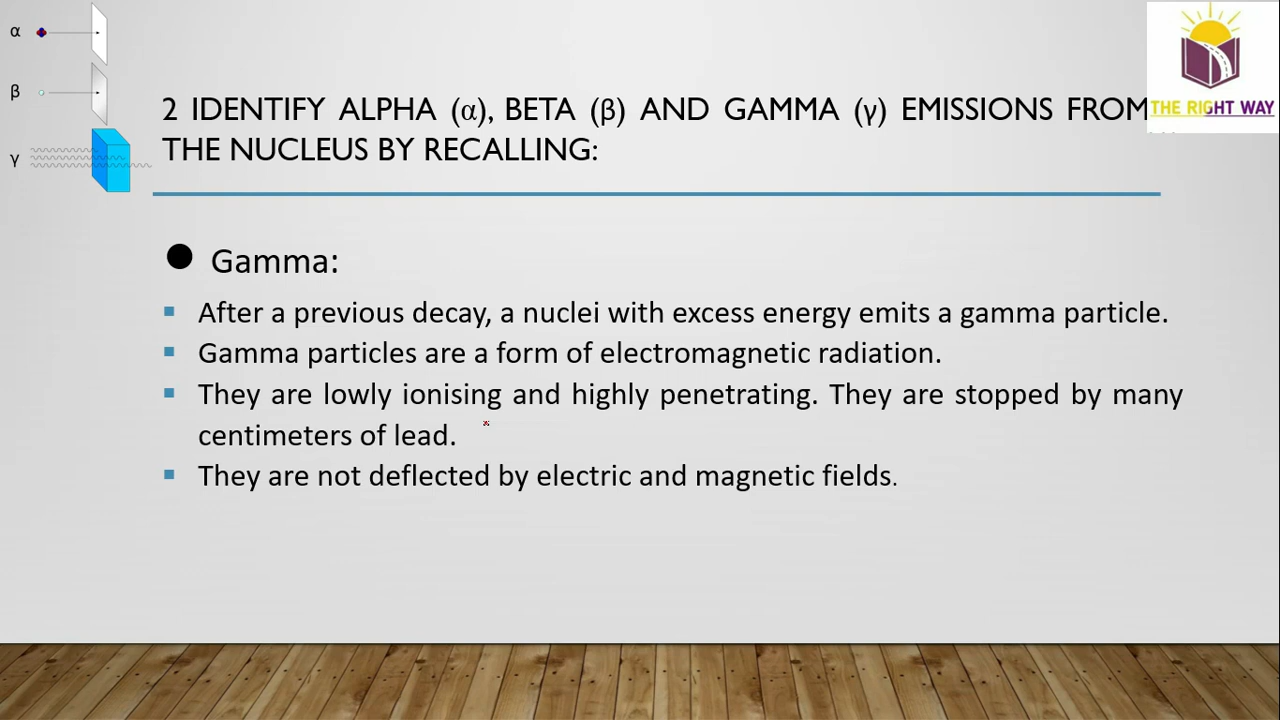 α
β
γ
THE RIGHT WAY
2 IDENTIFY ALPHA (α), BETA (β) AND GAMMA (γ) EMISSIONS FROM
THE NUCLEUS BY RECALLING:
Gamma:
After a previous decay, a nuclei with excess energy emits a gamma particle.
Gamma particles are a form of electromagnetic radiation.
They are lowly ionising and highly penetrating. They are stopped by many
centimeters of lead.
They are not deflected by electric and magnetic fields.